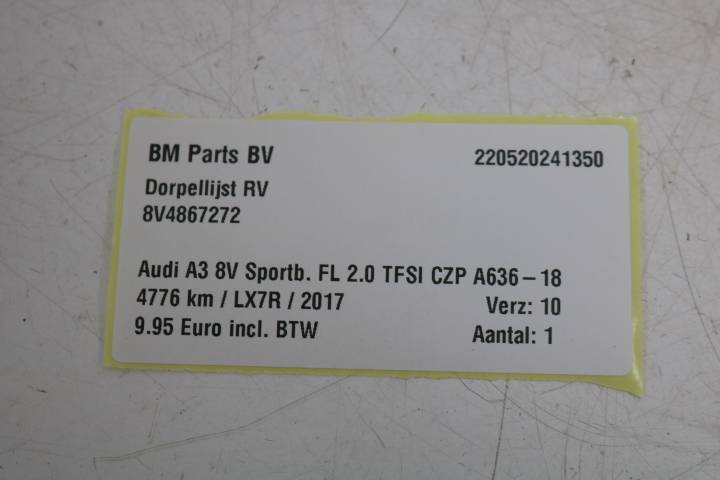 BM Parts BV 220520241350
Dorpellijst RV
8V4867272
Audi A3 8V Sportb. FL 2.0 TFSI CZP A636-18
4776 km / LX7R / 2017 Verz: 10
9.95 Euro incl. BTW Aantal: 1